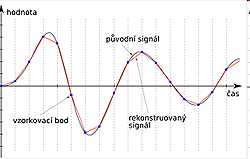 hodnota
původní signál
čas
vzorkovací bod
rekonstruovaný
signál